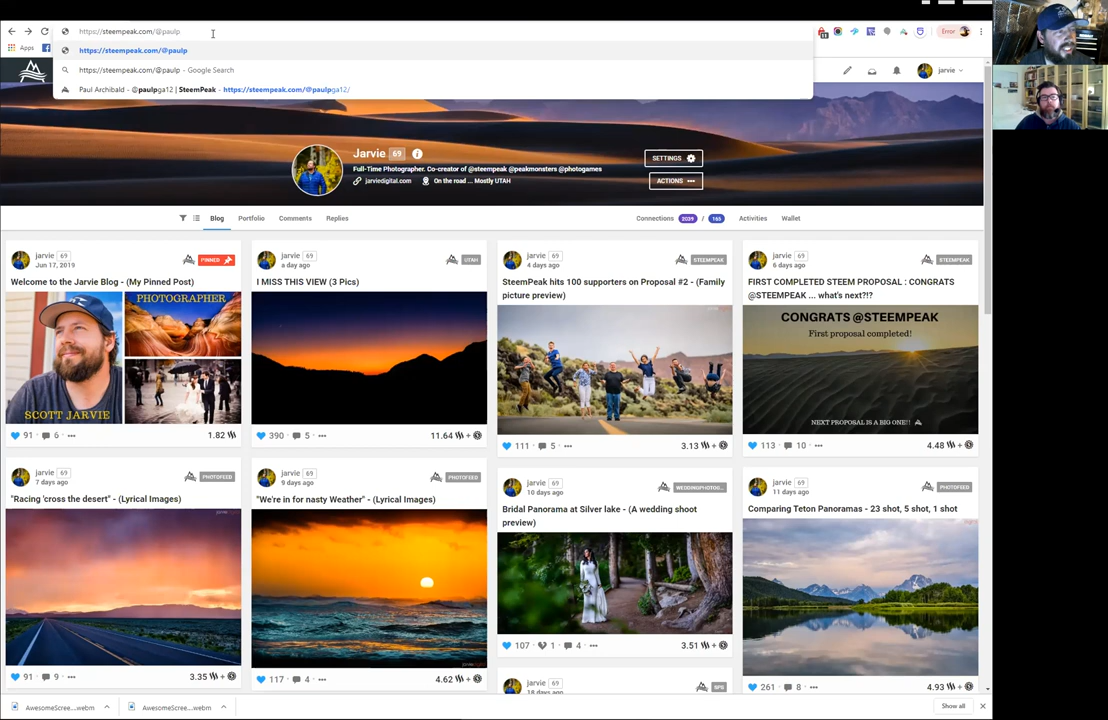 https://steempeak.com/@paulp
Error
https://steempeak.com/@paulp
Apps
https://steempeak.com/@paulp - Google Search
jarvie
Paul Archibald - @paulpga12 | SteemPeak - https://steempeak.com/@paulpga12/
Jarvie 69
SETTINGS
Full-Time Photographer. Co-creator of @steempeak @peakmonsters @photogames
jarviedigital.com On the road ... Mostly UTAH
ACTIONS
Blog Portfolio Comments Replies Connections 2039 / 165 Activities Wallet
jarvie 69
Jun 17, 2019
PINNED
Welcome to the Jarvie Blog - (My Pinned Post)
PHOTOGRAPHER
SCOTT JARVIE
91 · 6 · 1.82
jarvie 69
a day ago
UTAH
I MISS THIS VIEW (3 Pics)
390 · 5 · 11.64 +
jarvie 69
4 days ago
STEEMPEAK
SteemPeak hits 100 supporters on Proposal #2 - (Family
picture preview)
111 · 5 · 3.13 +
jarvie 69
6 days ago
STEEMPEAK
FIRST COMPLETED STEEM PROPOSAL : CONGRATS
@STEEMPEAK ... what's next?!?
CONGRATS @STEEMPEAK
First proposal completed!
NEXT PROPOSAL IS A BIG ONE!!
113 · 10 · 4.48 +
jarvie 69
7 days ago
PHOTOFEED
"Racing 'cross the desert" - (Lyrical Images)
91 · 9 · 3.35 +
jarvie 69
9 days ago
PHOTOFEED
"We're in for nasty Weather" - (Lyrical Images)
117 · 4 · 4.62 +
jarvie 69
10 days ago
WEDDINGPHOTOG...
Bridal Panorama at Silver lake - (A wedding shoot
preview)
107 · 1 · 4 · 3.51 +
jarvie 69
11 days ago
PHOTOFEED
Comparing Teton Panoramas - 23 shot, 5 shot, 1 shot
261 · 8 · 4.93 +
jarvie 69
18 days ago
AwesomeScree....webm
AwesomeScree....webm
Show all